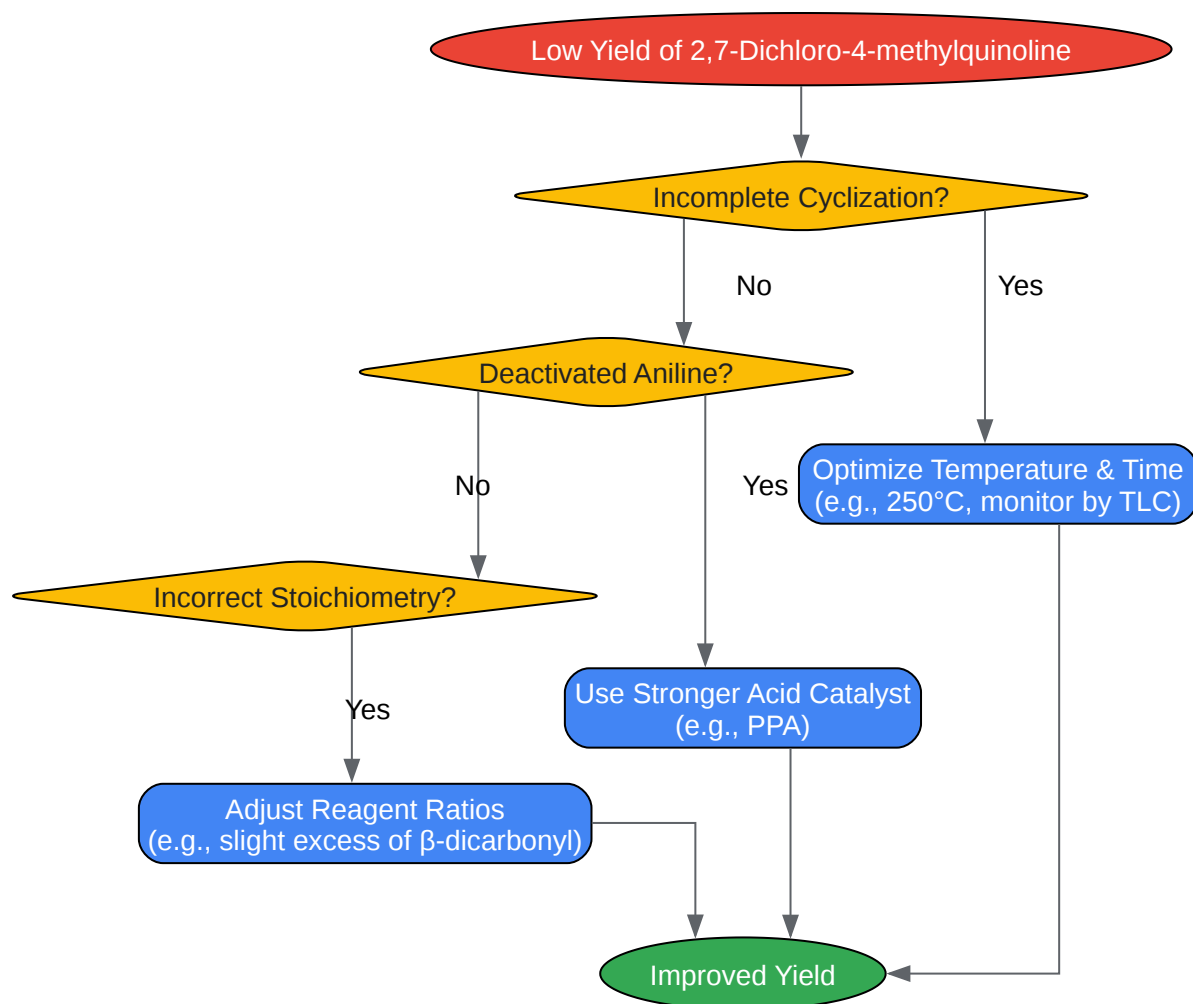 Low Yield of 2,7-Dichloro-4-methylquinoline
Incomplete Cyclization?
No
Yes
Deactivated Aniline?
Optimize Temperature & Time
(e.g., 250°C, monitor by TLC)
No
Yes
Incorrect Stoichiometry?
Use Stronger Acid Catalyst
(e.g., PPA)
Yes
Adjust Reagent Ratios
(e.g., slight excess of β-dicarbonyl)
Improved Yield